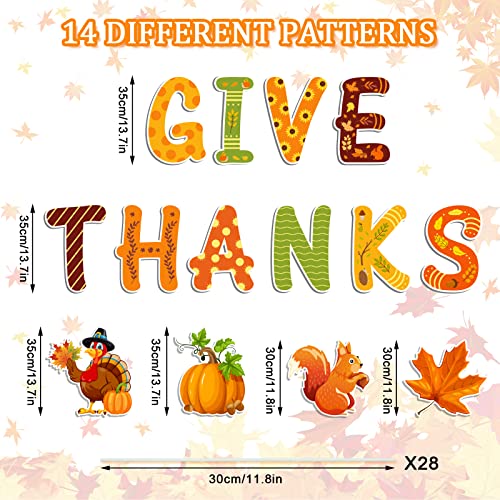 14 DIFFERENT PATTERNS
35cm/13.7in
GIVE
35cm/13.7in
THANKS
35cm/13.7in
35cm/13.7in
30cm/11.8in
30cm/11.8in
X28
30cm/11.8in